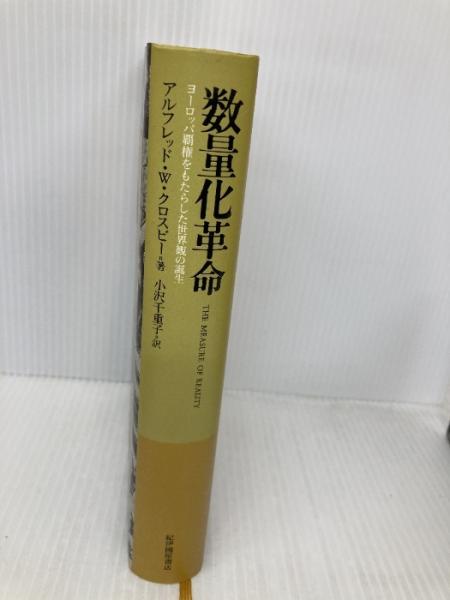 数量化革命
ヨーロッパ覇権をもたらした世界観の誕生
THE MEASURE OF REALITY
アルフレッド・W・クロスビー 著
小沢千重子 訳
紀伊國屋書店